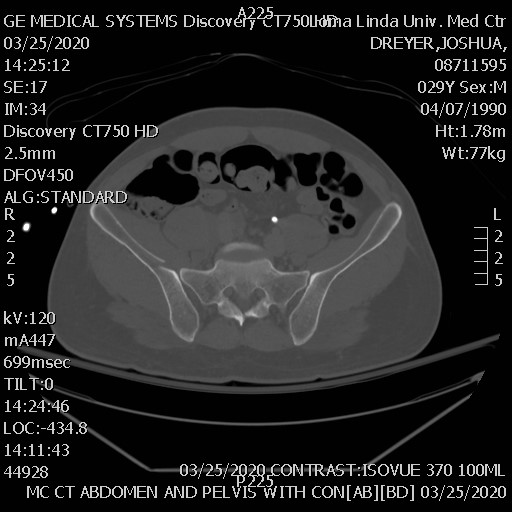 GE MEDICAL SYSTEMS Discovery CT750 HD
A225
Loma Linda Univ. Med Ctr
03/25/2020
DREYER,JOSHUA,
14:25:12
08711595
SE:17
029Y Sex:M
IM:34
04/07/1990
Discovery CT750 HD
Ht:1.78m
2.5mm
Wt:77kg
DFOV450
ALG:STANDARD
R
L
2
2
2
2
5
5
kV:120
mA447
699msec
TILT:0
14:24:46
LOC:-434.8
14:11:43
44928
03/25/2020 CONTRAST:ISOVUE 370 100ML
P225
MC CT ABDOMEN AND PELVIS WITH CON[AB][BD] 03/25/2020